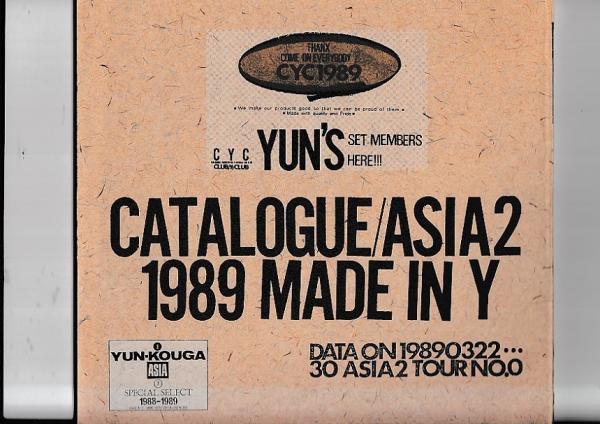 THANX
COME ON EVERYBODY
CYC1989
★We make our products good so that we can be proud of them★
★Made with quality and Pride★
CYC
CLUB/Y/CLUB
YUN'S SET MEMBERS
HERE!!!
CATALOGUE/ASIA2
1989 MADE IN Y
1
YUN·KOUGA
ASIA
2
SPECIAL SELECT
1988-1989
DATA ON 19890322···
30 ASIA2 TOUR NO.0